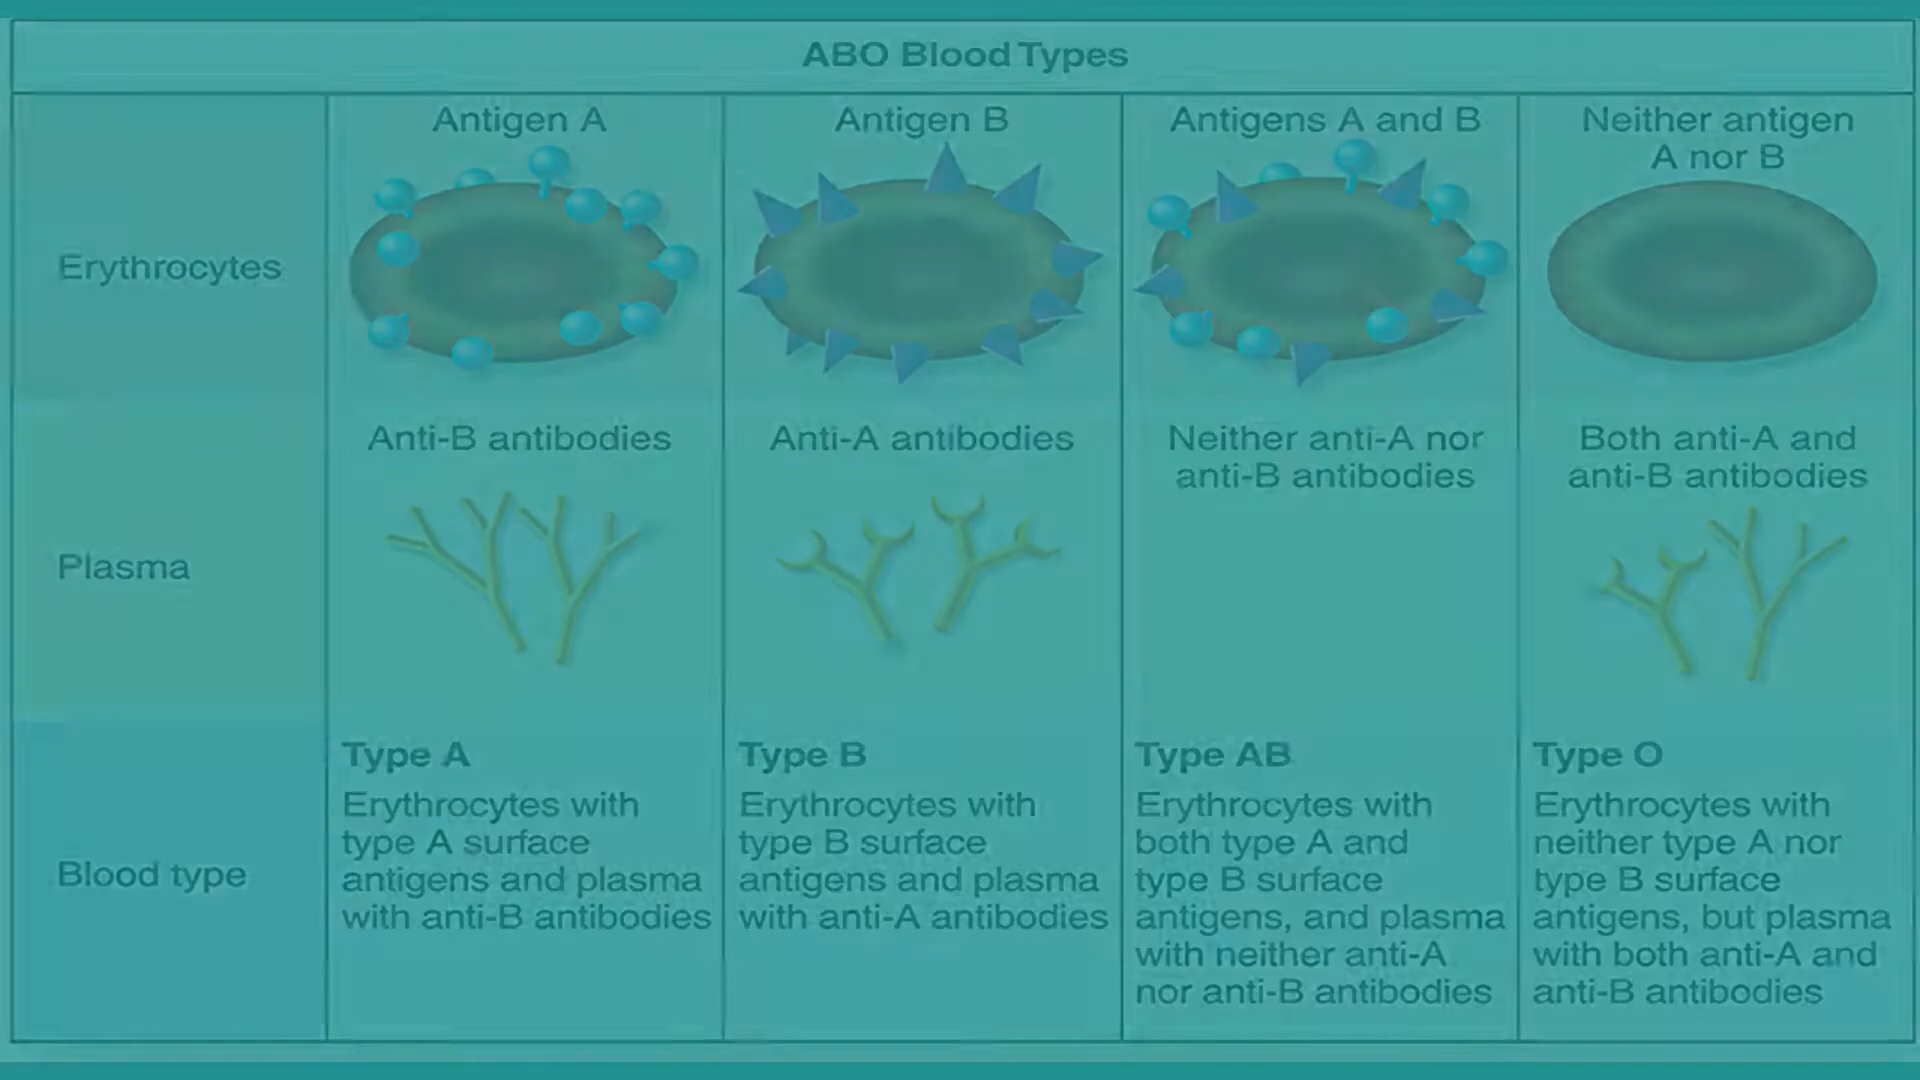 ABO Blood Types
Antigen A
Antigen B
Antigens A and B
Neither antigen
A nor B
Erythrocytes
Anti-B antibodies
Anti-A antibodies
Neither anti-A nor
anti-B antibodies
Both anti-A and
anti-B antibodies
Plasma
Blood type
Type A
Erythrocytes with
type A surface
antigens and plasma
with anti-B antibodies
Type B
Erythrocytes with
type B surface
antigens and plasma
with anti-A antibodies
Type AB
Erythrocytes with
both type A and
type B surface
antigens, and plasma
with neither anti-A
nor anti-B antibodies
Type O
Erythrocytes with
neither type A nor
type B surface
antigens, but plasma
with both anti-A and
anti-B antibodies